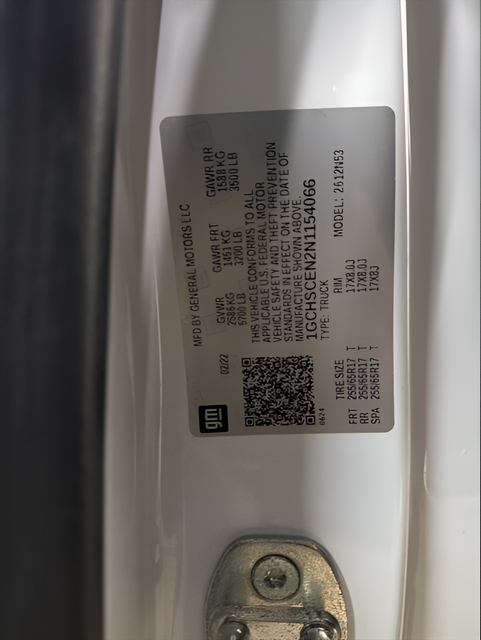 gm
02/22
MFD BY GENERAL MOTORS LLC
GVWR GAWR FRT GAWR RR
2586 KG 1451 KG 1588 KG
5700 LB 3200 LB 3500 LB
THIS VEHICLE CONFORMS TO ALL
APPLICABLE U.S. FEDERAL MOTOR
VEHICLE SAFETY AND THEFT PREVENTION
STANDARDS IN EFFECT ON THE DATE OF
MANUFACTURE SHOWN ABOVE.
1GCHSCEN2N1154066
0624 TYPE: TRUCK MODEL: 2612N53
TIRE SIZE RIM
FRT 255/65R17 T 17X8.0J
RR 255/65R17 T 17X8.0J
SPA 255/65R17 T 17X8J